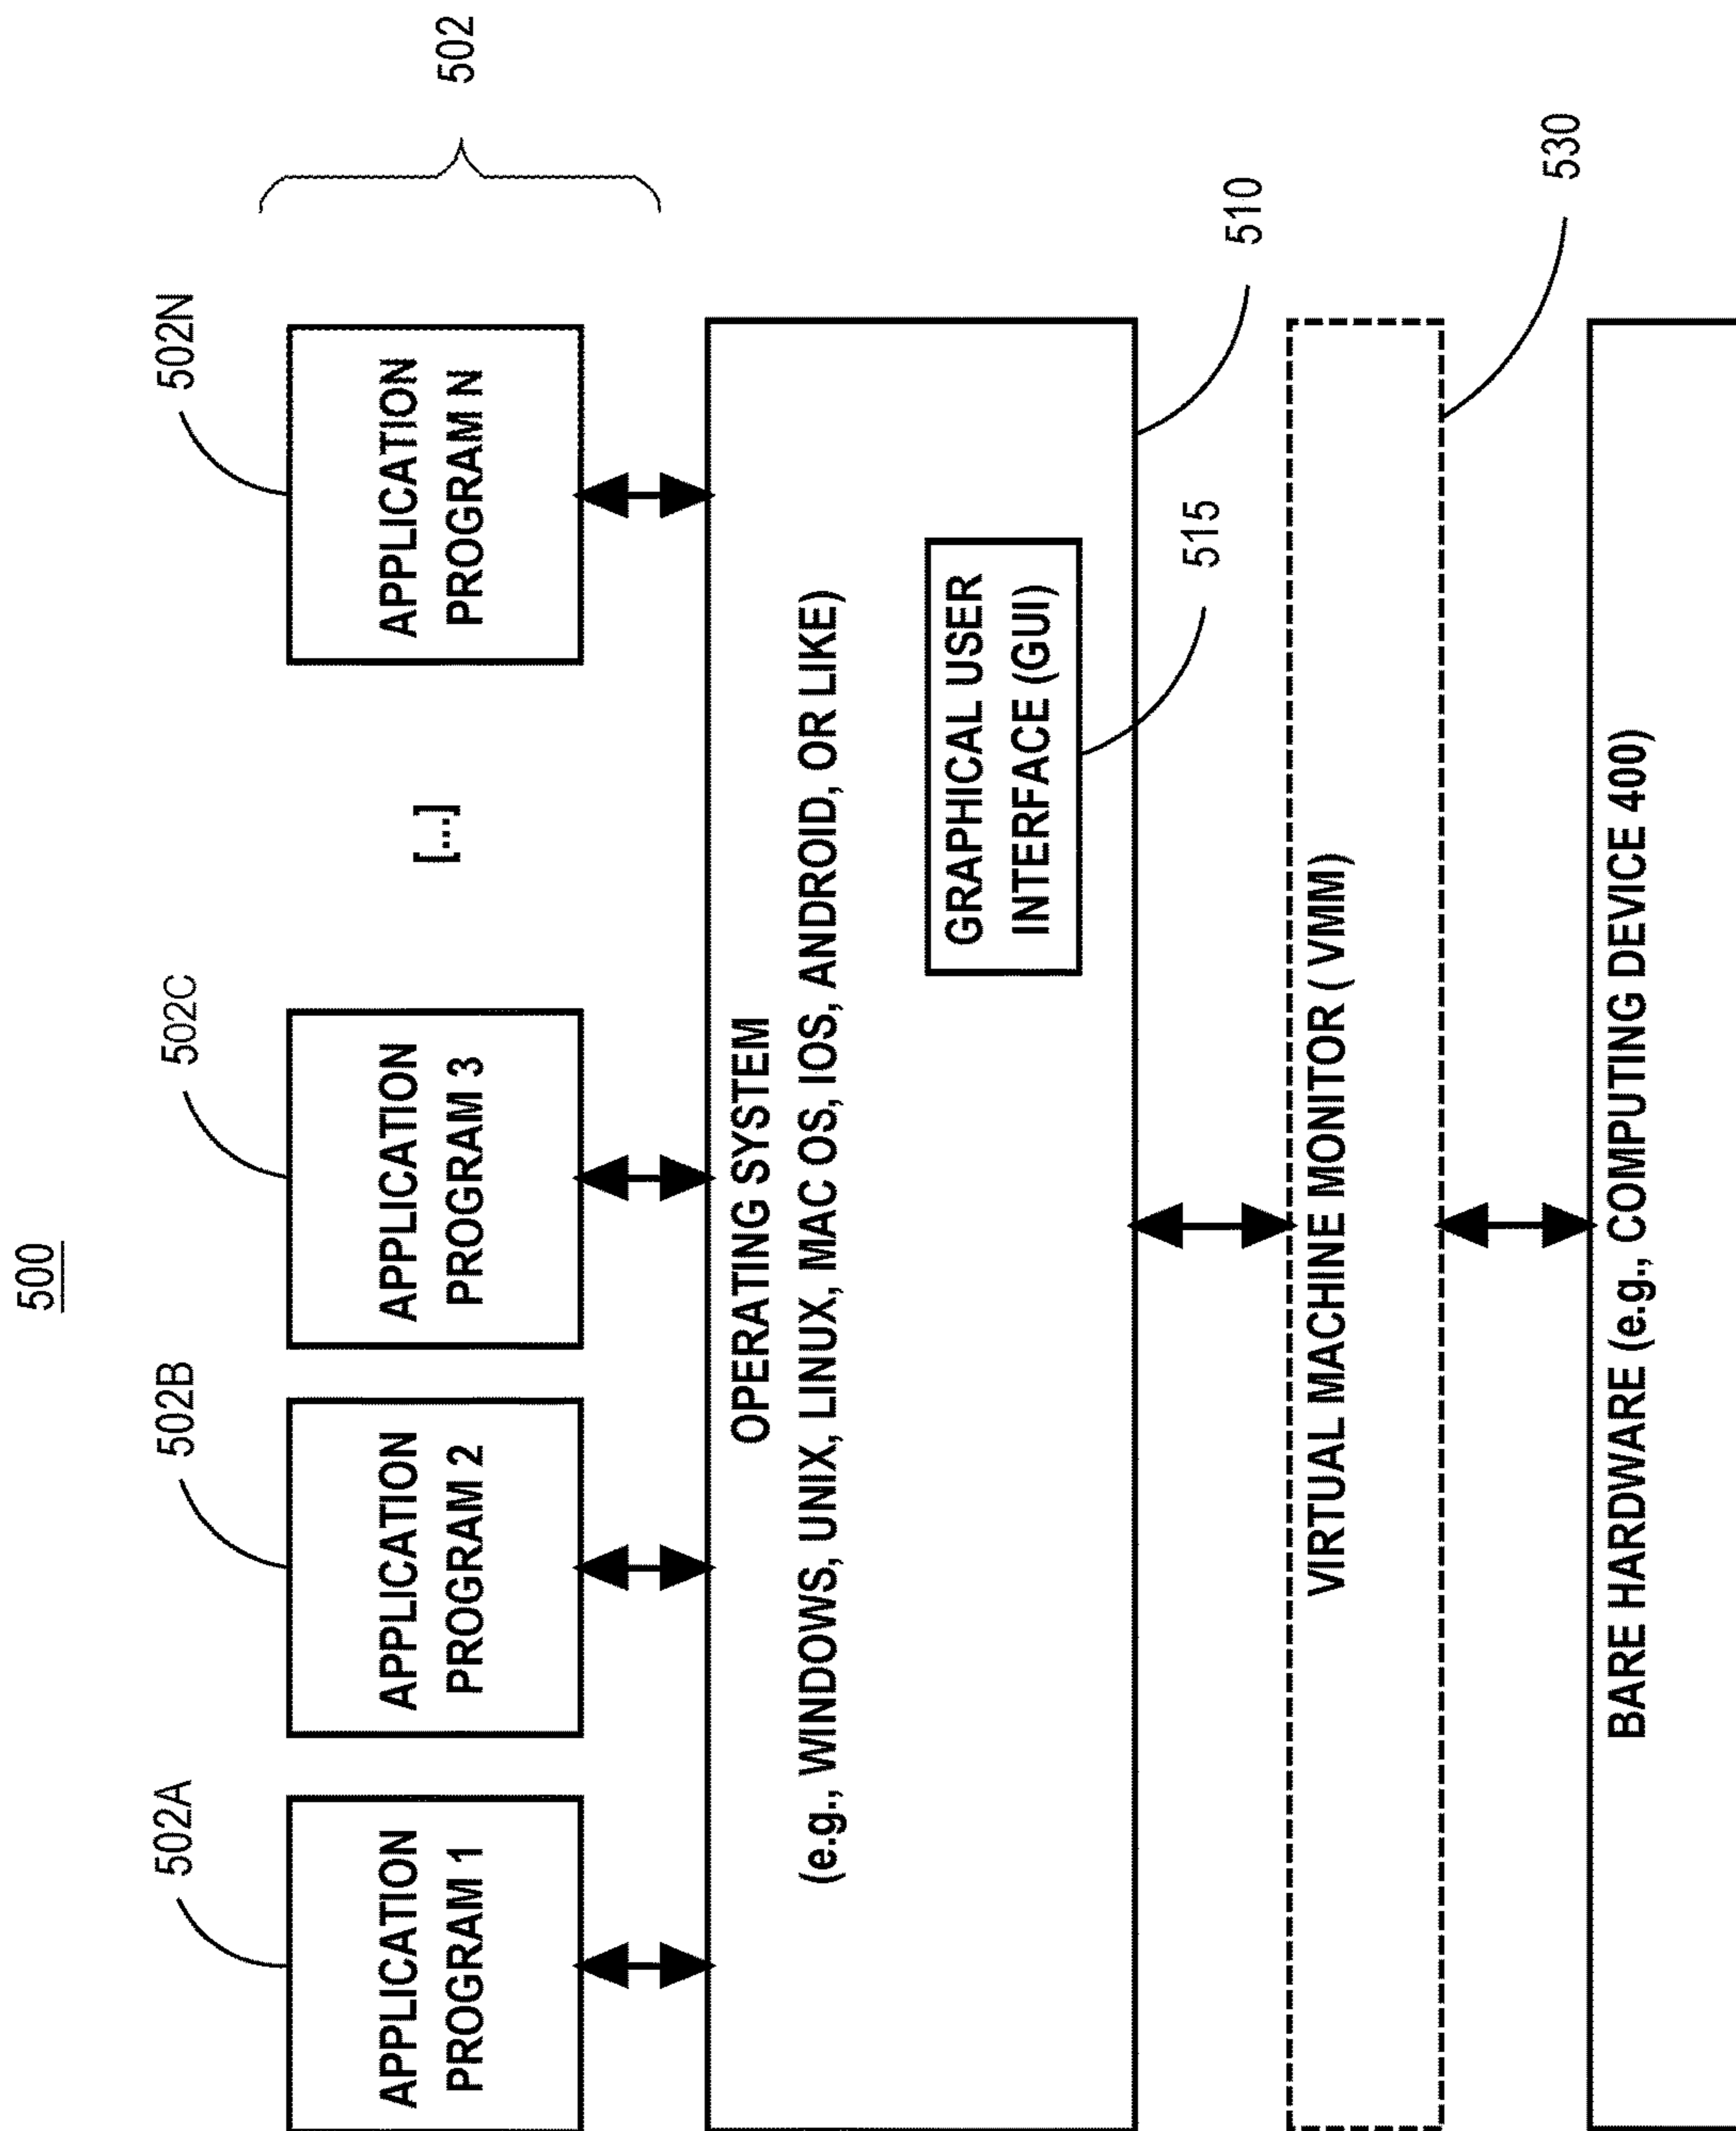 500
502
502A
502B
502C
502N
APPLICATION
PROGRAM 1
APPLICATION
PROGRAM 2
APPLICATION
PROGRAM 3
[...]
APPLICATION
PROGRAM N
OPERATING SYSTEM
(e.g., WINDOWS, UNIX, LINUX, MAC OS, IOS, ANDROID, OR LIKE)
GRAPHICAL USER
INTERFACE (GUI)
515
510
VIRTUAL MACHINE MONITOR ( VMM)
530
BARE HARDWARE (e.g., COMPUTING DEVICE 400)